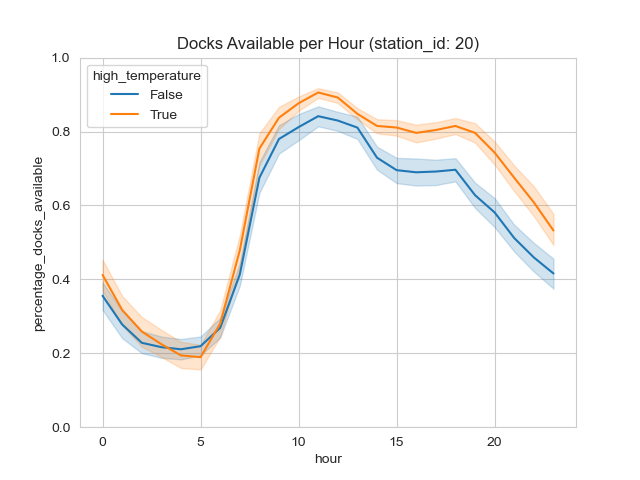 Docks Available per Hour (station_id: 20)
high_temperature
False
True
percentage_docks_available
1.0
0.8
0.6
0.4
0.2
0.0
0
5
10
15
20
hour